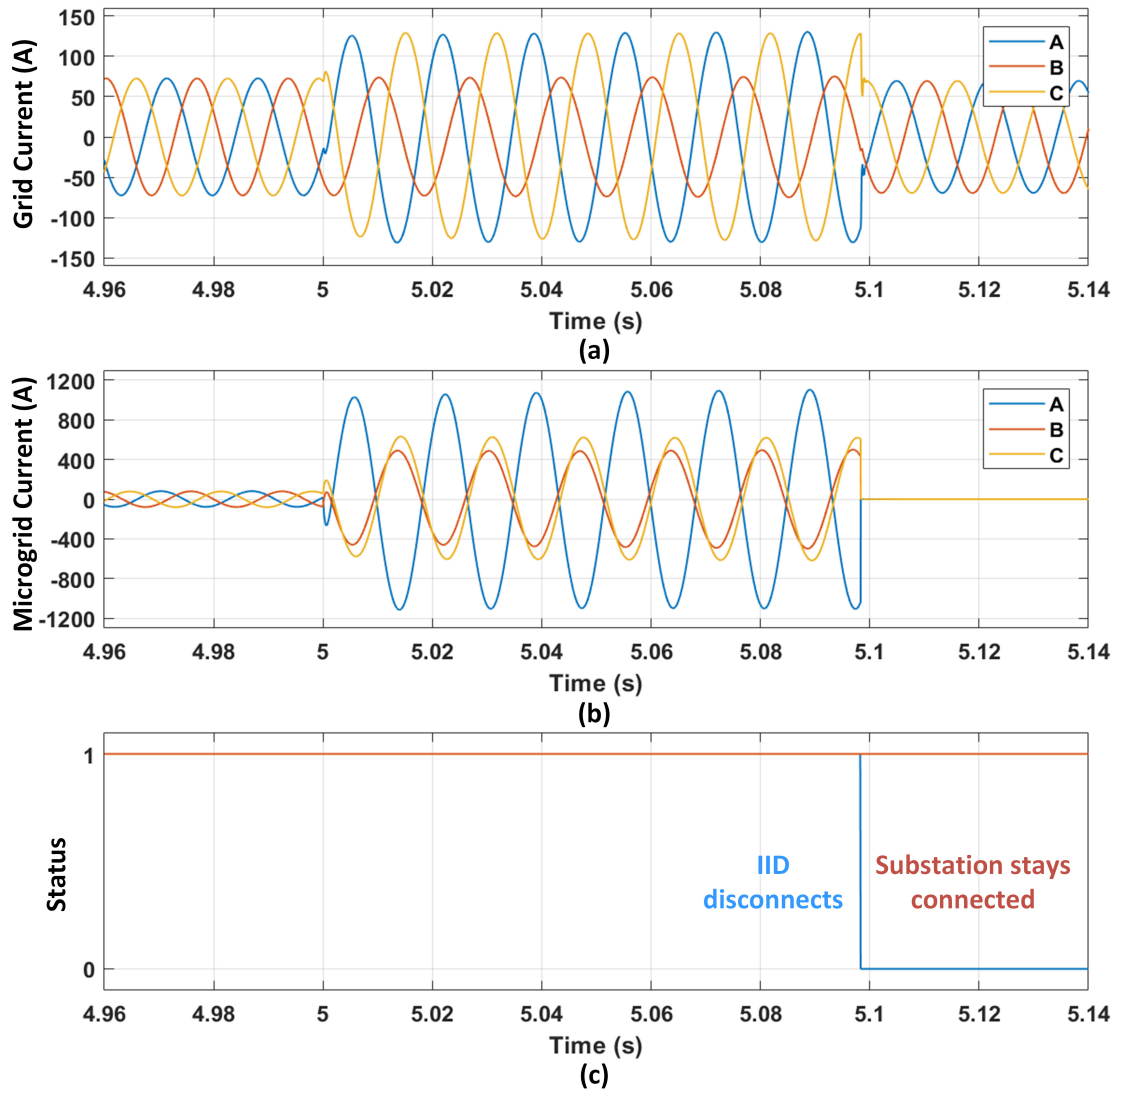 Grid Current (A)
150
100
50
0
-50
-100
-150
A
B
C
4.96 4.98 5 5.02 5.04 5.06 5.08 5.1 5.12 5.14
Time (s)
(a)
Microgrid Current (A)
1200
800
400
0
-400
-800
-1200
A
B
C
4.96 4.98 5 5.02 5.04 5.06 5.08 5.1 5.12 5.14
Time (s)
(b)
Status
1
0
IID
disconnects
Substation stays
connected
4.96 4.98 5 5.02 5.04 5.06 5.08 5.1 5.12 5.14
Time (s)
(c)